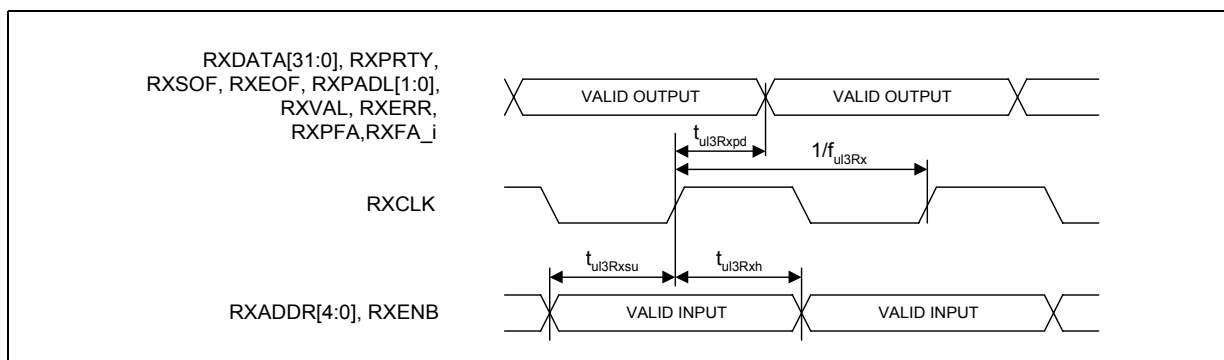 RXDATA[31:0], RXPRTY,
RXSOF, RXEOF, RXPADL[1:0],
RXVAL, RXERR,
RXPFA,RXFA_i
VALID OUTPUT
VALID OUTPUT
tul3Rxpd
1/ful3Rx
RXCLK
tul3Rxsu
tul3Rxh
RXADDR[4:0], RXENB
VALID INPUT
VALID INPUT